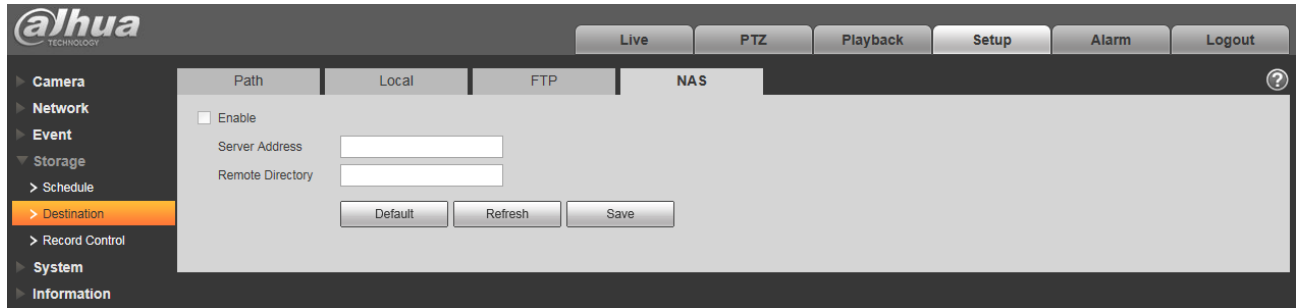 alhua
TECHNOLOGY
Live PTZ Playback Setup Alarm Logout
Camera
Network
Event
Storage
> Schedule
> Destination
> Record Control
System
Information
Path Local FTP NAS
?
Enable
Server Address
Remote Directory
Default Refresh Save